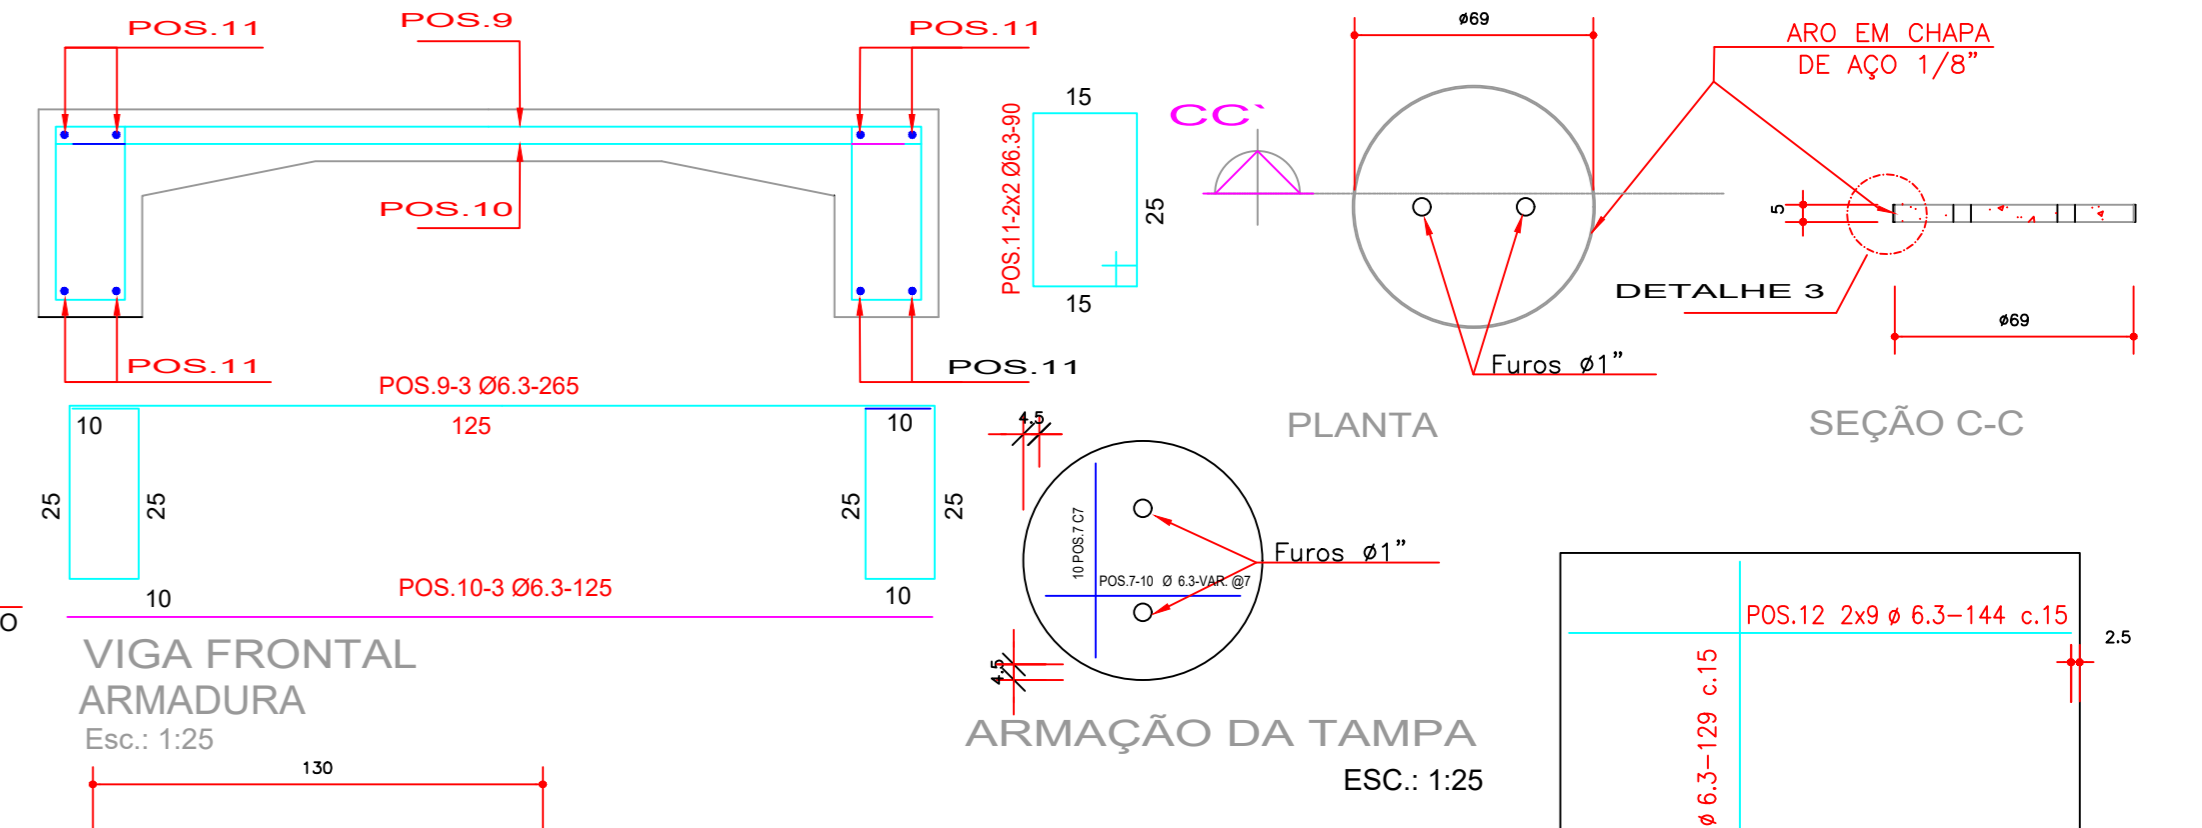 POS.11
POS.9
POS.11
POS.10
POS.11
POS.11
POS.11-2x2 Ø6.3-90
15
25
15
CC`
ø69
ARO EM CHAPA
DE AÇO 1/8”
5
DETALHE 3
ø69
Furos ø1”
PLANTA
SEÇÃO C-C
POS.9-3 Ø6.3-265
125
10
10
25
25
25
25
10
10
POS.10-3 Ø6.3-125
O
VIGA FRONTAL
ARMADURA
Esc.: 1:25
130
4.5
10 POS.7 C7
POS.7-10 Ø 6.3-VAR. @7
Furos ø1”
4.5
ARMAÇÃO DA TAMPA
ESC.: 1:25
POS.12 2x9 ø 6.3-144 c.15
2.5
ø 6.3-129 c.15